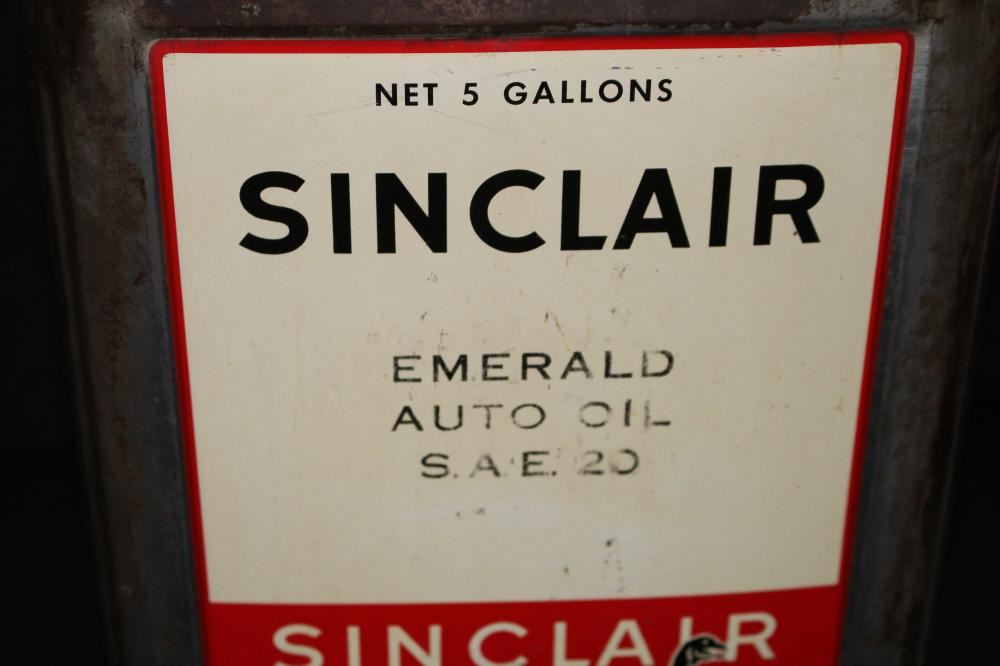 NET 5 GALLONS
SINCLAIR
EMERALD
AUTO OIL
S.A.E. 20
SINCLAIR